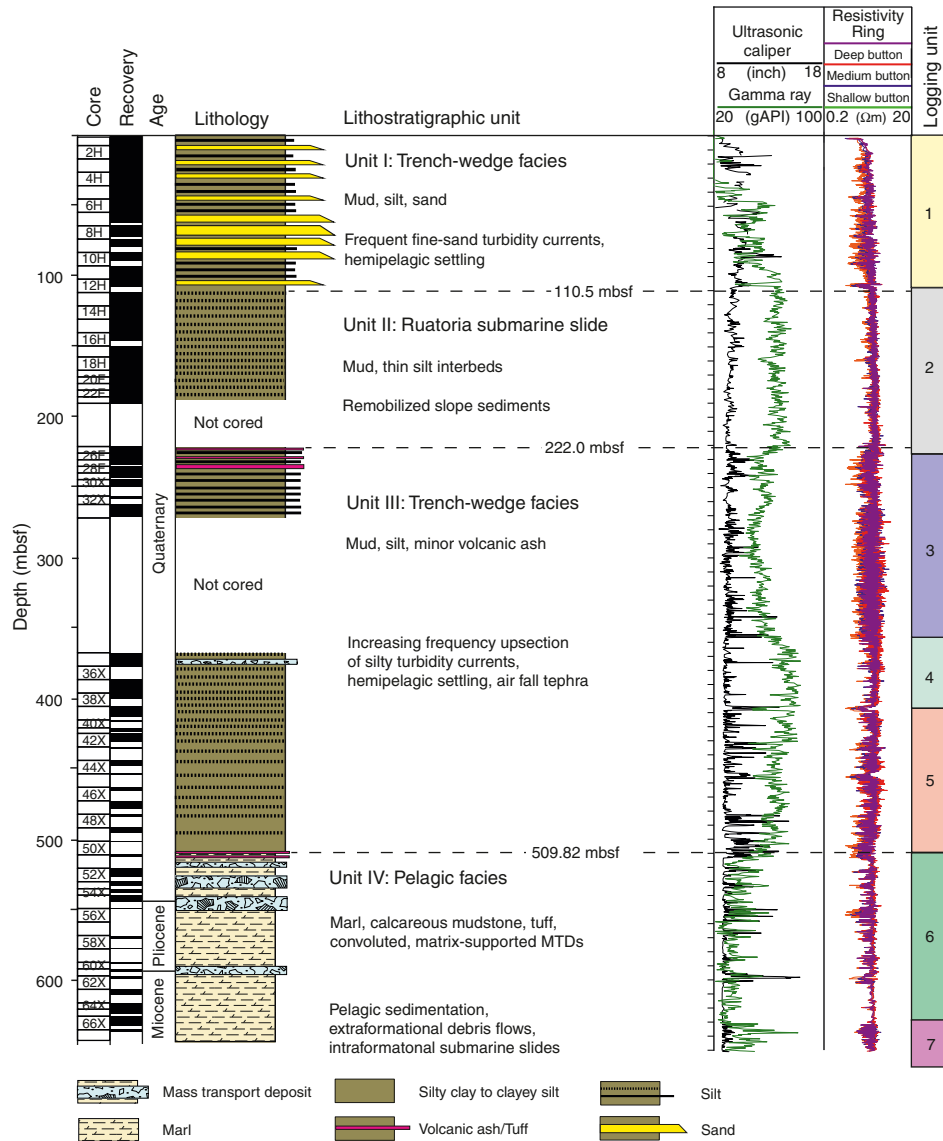 Core
Recovery
Age
Lithology
Lithostratigraphic unit
Ultrasonic
caliper
8 (inch) 18
Gamma ray
20 (gAPI) 100
Resistivity
Ring
Deep button
Medium button
Shallow button
0.2 (Ωm) 20
Logging unit
Depth (mbsf)
100
200
300
400
500
600
2H
4H
6H
8H
10H
12H
14H
16H
18H
20F
22F
26F
28F
30X
32X
36X
38X
40X
42X
44X
46X
48X
50X
52X
54X
56X
58X
60X
62X
64X
66X
Quaternary
Pliocene
Miocene
Not cored
Not cored
Unit I: Trench-wedge facies
Mud, silt, sand
Frequent fine-sand turbidity currents,
hemipelagic settling
110.5 mbsf
Unit II: Ruatoria submarine slide
Mud, thin silt interbeds
Remobilized slope sediments
222.0 mbsf
Unit III: Trench-wedge facies
Mud, silt, minor volcanic ash
Increasing frequency upsection
of silty turbidity currents,
hemipelagic settling, air fall tephra
509.82 mbsf
Unit IV: Pelagic facies
Marl, calcareous mudstone, tuff,
convoluted, matrix-supported MTDs
Pelagic sedimentation,
extraformational debris flows,
intraformatonal submarine slides
1
2
3
4
5
6
7
Mass transport deposit
Silty clay to clayey silt
Silt
Marl
Volcanic ash/Tuff
Sand